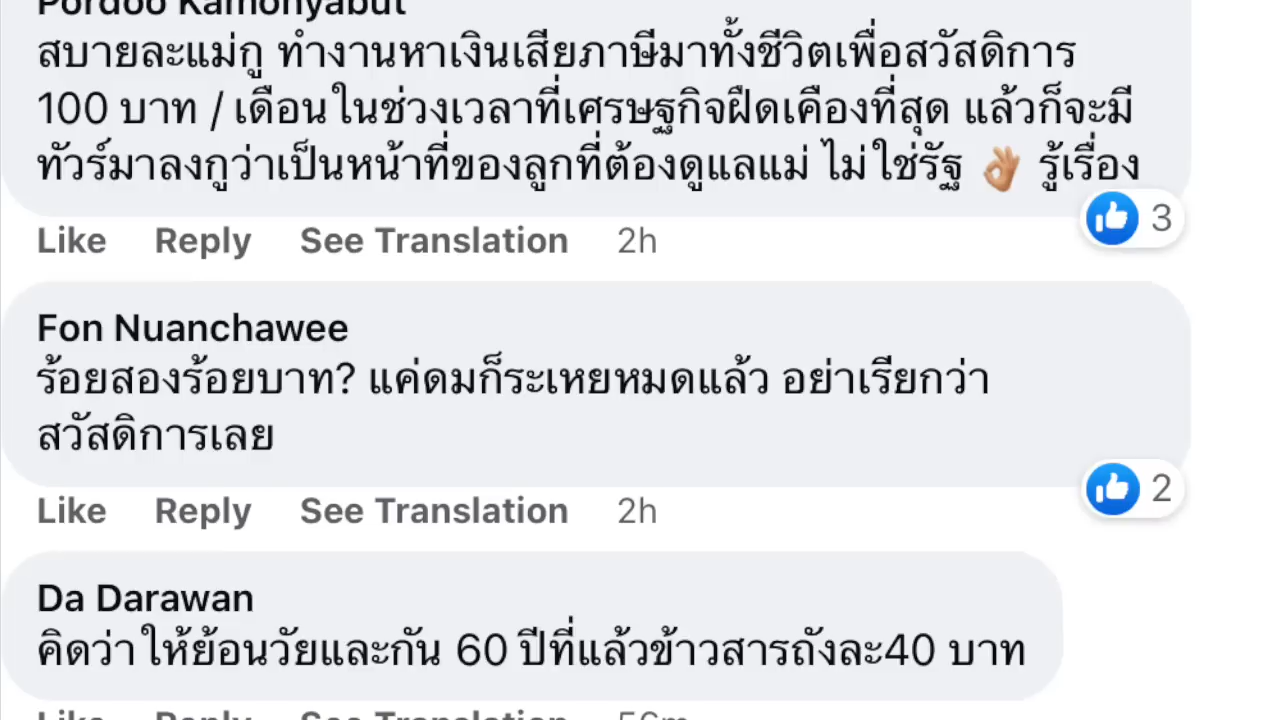 Pordoo Kamonyabut
สบายละแม่กู ทำงานหาเงินเสียภาษีมาทั้งชีวิตเพื่อสวัสดิการ
100 บาท / เดือนในช่วงเวลาที่เศรษฐกิจฝืดเคืองที่สุด แล้วก็จะมี
ทัวร์มาลงกูว่าเป็นหน้าที่ของลูกที่ต้องดูแลแม่ ไม่ใช่รัฐ 👌🏼 รู้เรื่อง
Like Reply See Translation 2h 3
Fon Nuanchawee
ร้อยสองร้อยบาท? แค่ดมก็ระเหยหมดแล้ว อย่าเรียกว่า
สวัสดิการเลย
Like Reply See Translation 2h 2
Da Darawan
คิดว่าให้ย้อนวัยและกัน 60 ปีที่แล้วข้าวสารถังละ40 บาท
Like Reply See Translation 56m